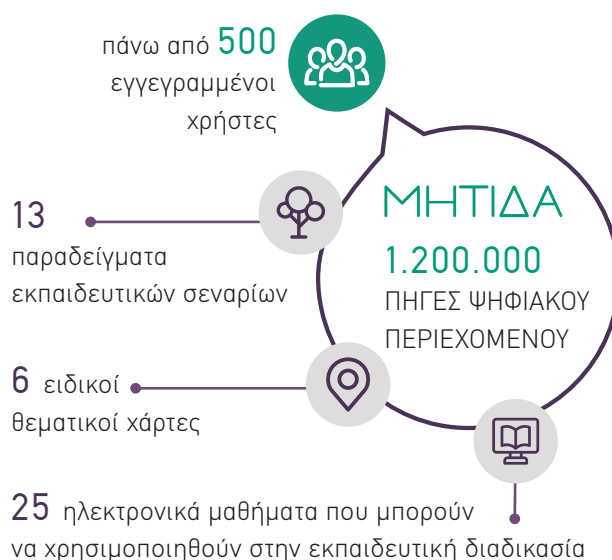 πάνω από 500
εγγεγραμμένοι
χρήστες
ΜΗΤΙΔΑ
1.200.000
ΠΗΓΕΣ ΨΗΦΙΑΚΟΥ
ΠΕΡΙΕΧΟΜΕΝΟΥ
13
παραδείγματα
εκπαιδευτικών σεναρίων
6 ειδικοί
θεματικοί χάρτες
25 ηλεκτρονικά μαθήματα που μπορούν
να χρησιμοποιηθούν στην εκπαιδευτική διαδικασία